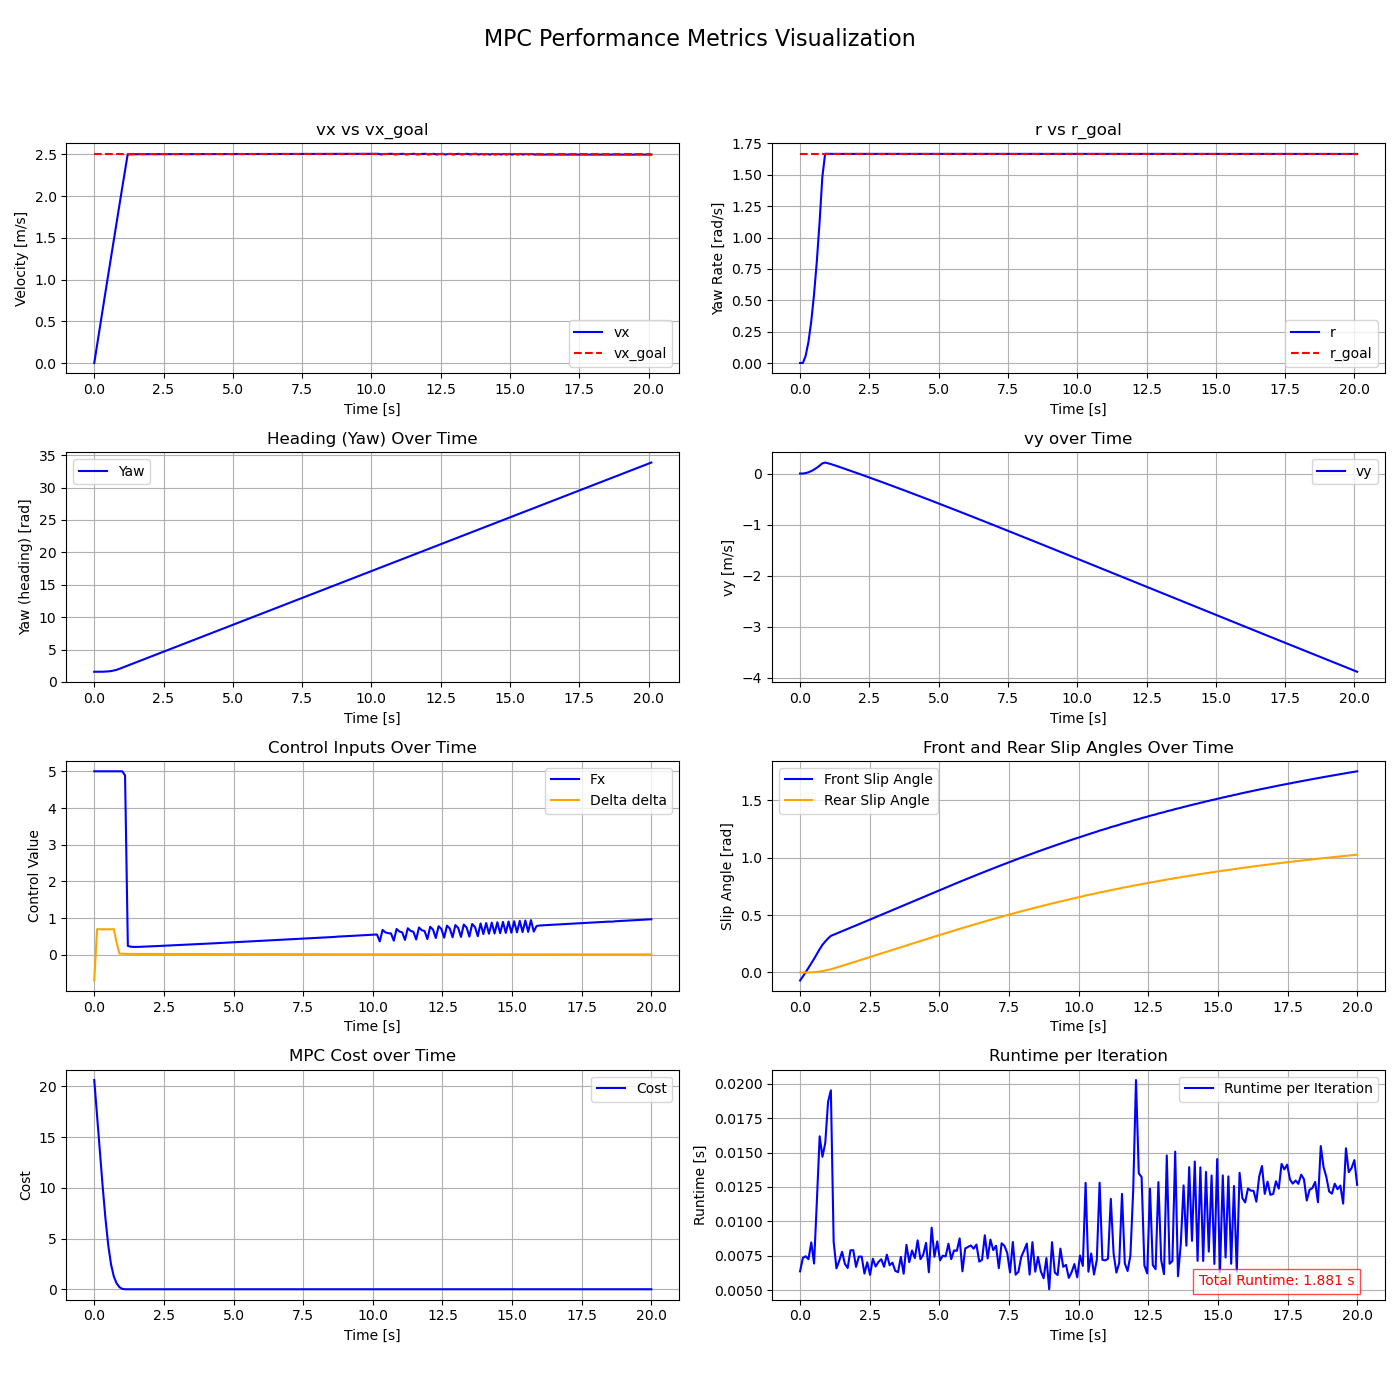 MPC Performance Metrics Visualization
vx vs vx_goal
Velocity [m/s]
2.5
2.0
1.5
1.0
0.5
0.0
vx
vx_goal
0.0 2.5 5.0 7.5 10.0 12.5 15.0 17.5 20.0
Time [s]
r vs r_goal
Yaw Rate [rad/s]
1.75
1.50
1.25
1.00
0.75
0.50
0.25
0.00
r
r_goal
0.0 2.5 5.0 7.5 10.0 12.5 15.0 17.5 20.0
Time [s]
Heading (Yaw) Over Time
Yaw (heading) [rad]
35
30
25
20
15
10
5
0
Yaw
0.0 2.5 5.0 7.5 10.0 12.5 15.0 17.5 20.0
Time [s]
vy over Time
vy [m/s]
0
−1
−2
−3
−4
vy
0.0 2.5 5.0 7.5 10.0 12.5 15.0 17.5 20.0
Time [s]
Control Inputs Over Time
Control Value
5
4
3
2
1
0
Fx
Delta delta
0.0 2.5 5.0 7.5 10.0 12.5 15.0 17.5 20.0
Time [s]
Front and Rear Slip Angles Over Time
Slip Angle [rad]
1.5
1.0
0.5
0.0
Front Slip Angle
Rear Slip Angle
0.0 2.5 5.0 7.5 10.0 12.5 15.0 17.5 20.0
Time [s]
MPC Cost over Time
Cost
20
15
10
5
0
Cost
0.0 2.5 5.0 7.5 10.0 12.5 15.0 17.5 20.0
Time [s]
Runtime per Iteration
Runtime [s]
0.0200
0.0175
0.0150
0.0125
0.0100
0.0075
0.0050
Runtime per Iteration
Total Runtime: 1.881 s
0.0 2.5 5.0 7.5 10.0 12.5 15.0 17.5 20.0
Time [s]